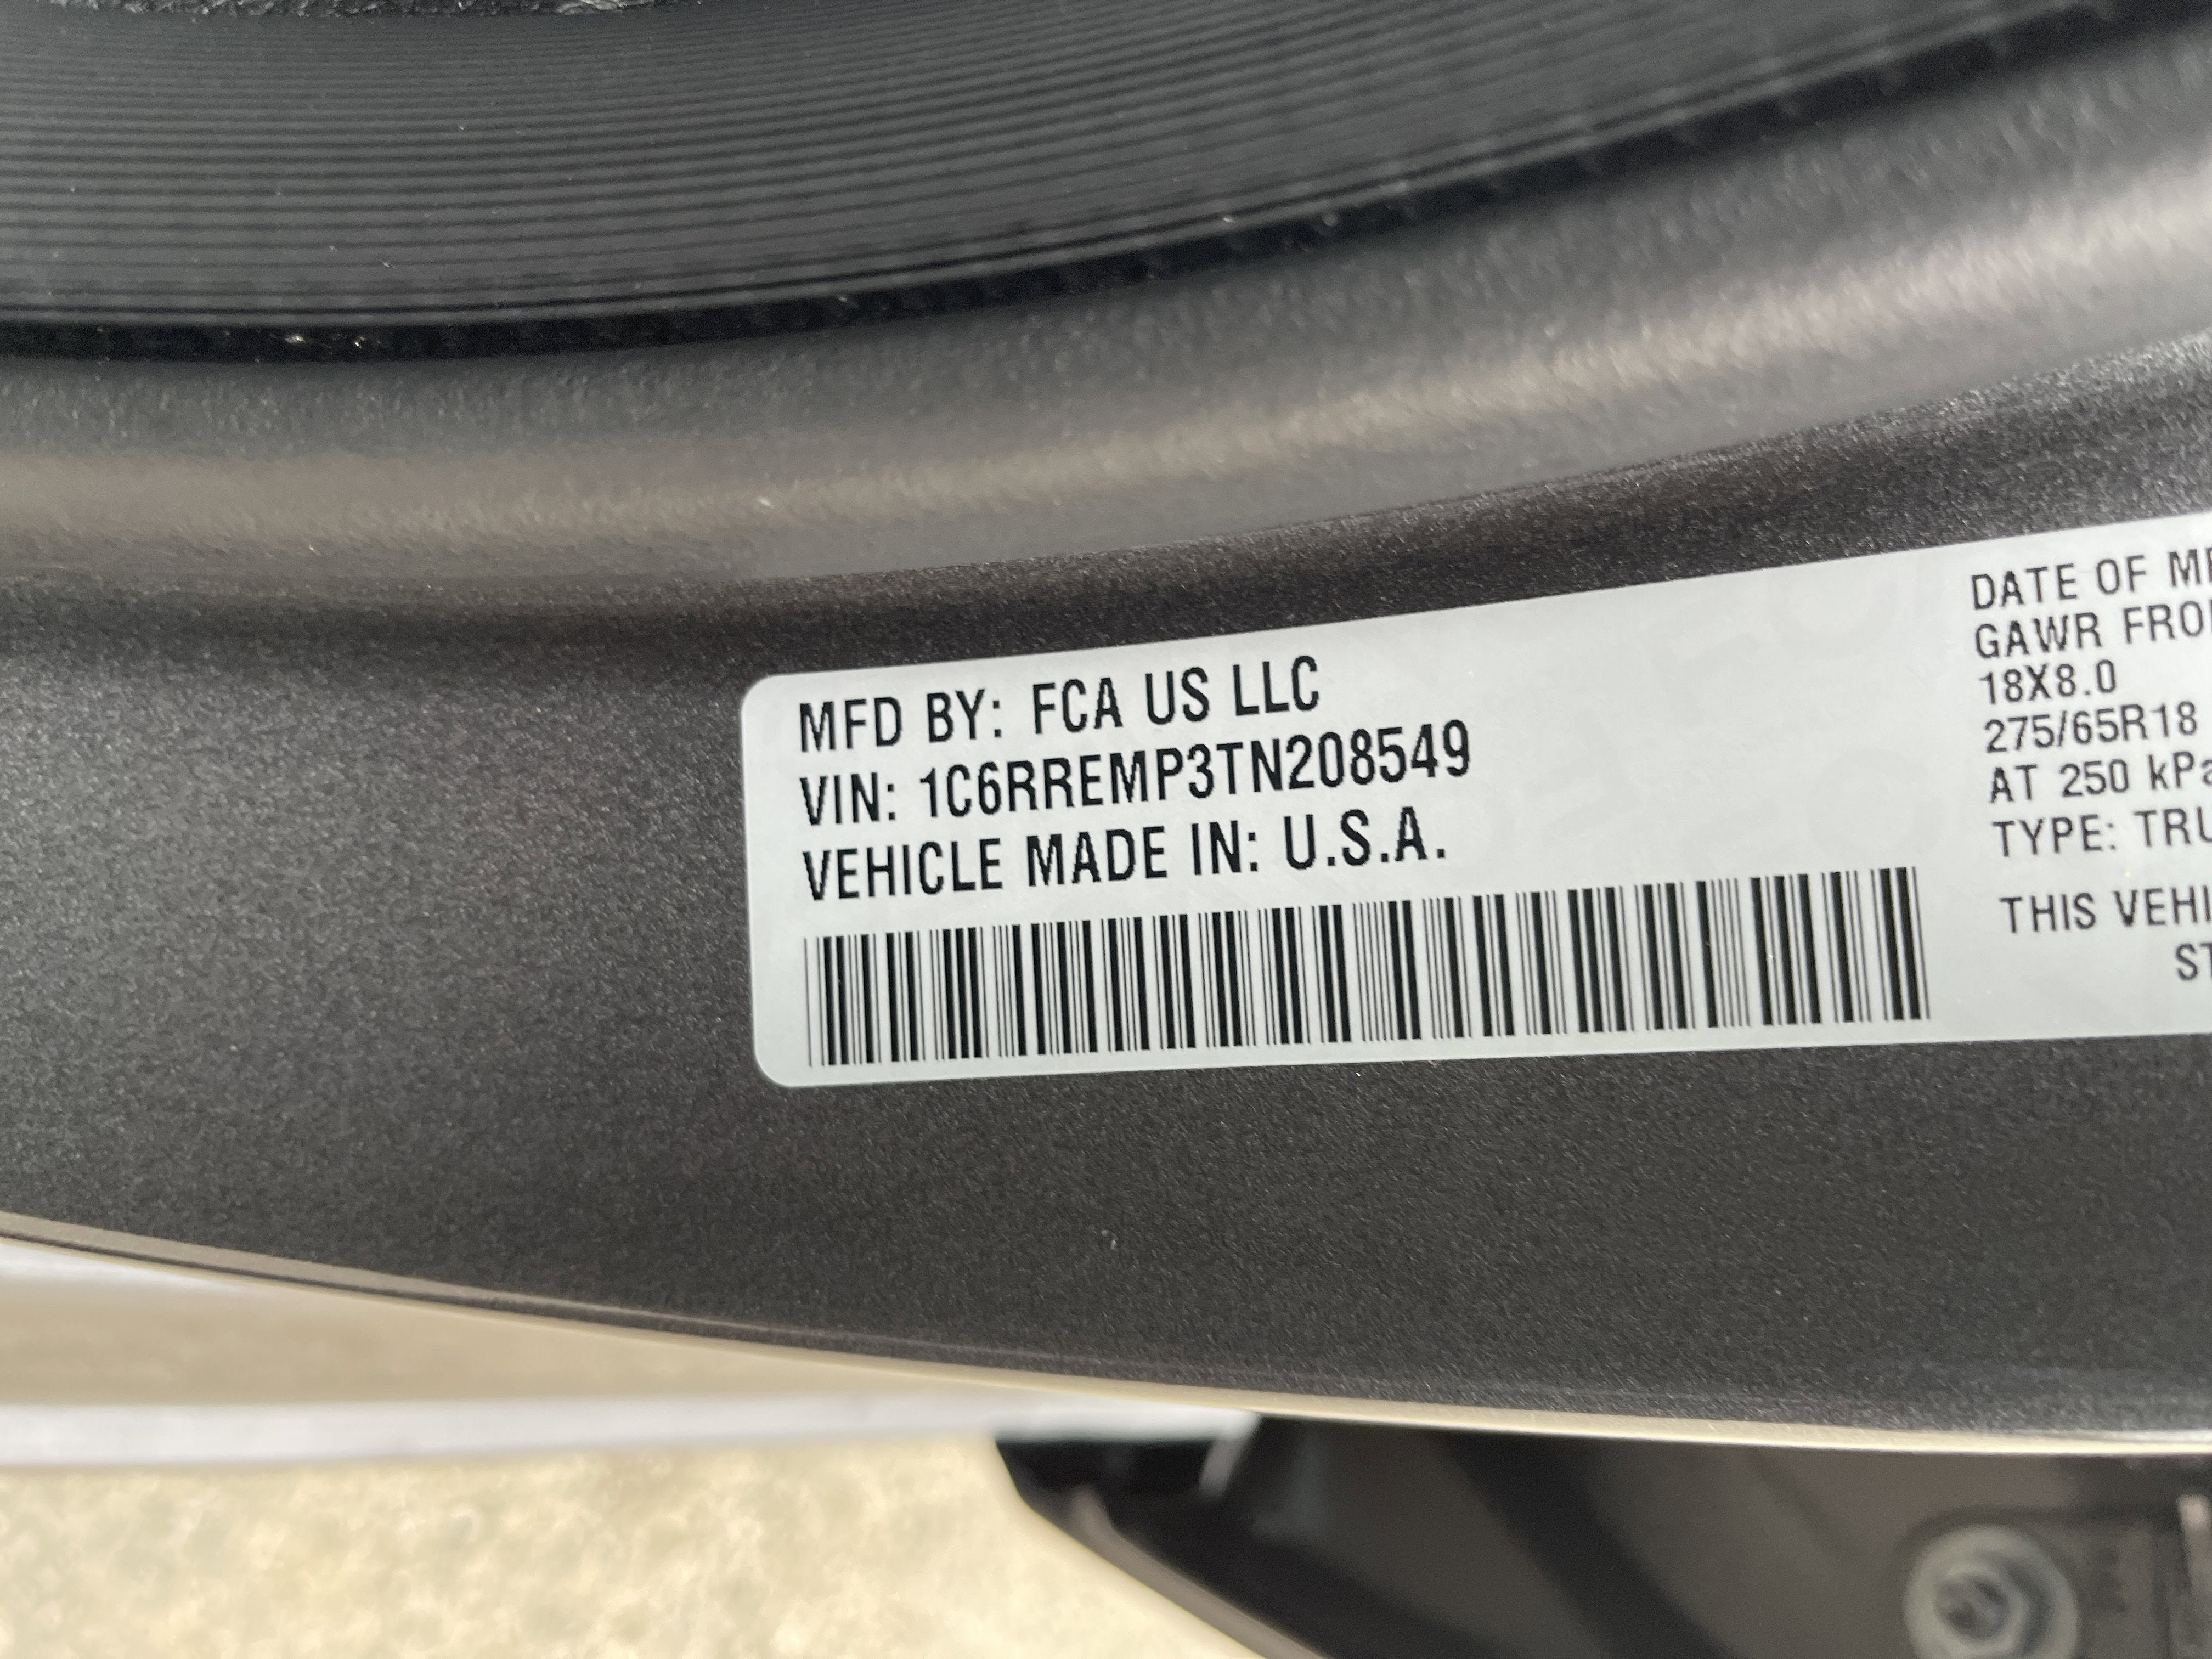 MFD BY: FCA US LLC
VIN: 1C6RREMP3TN208549
VEHICLE MADE IN: U.S.A.
DATE OF
GAWR
18X8.0
275/65R18
AT 250 kPa
TYPE:
THIS